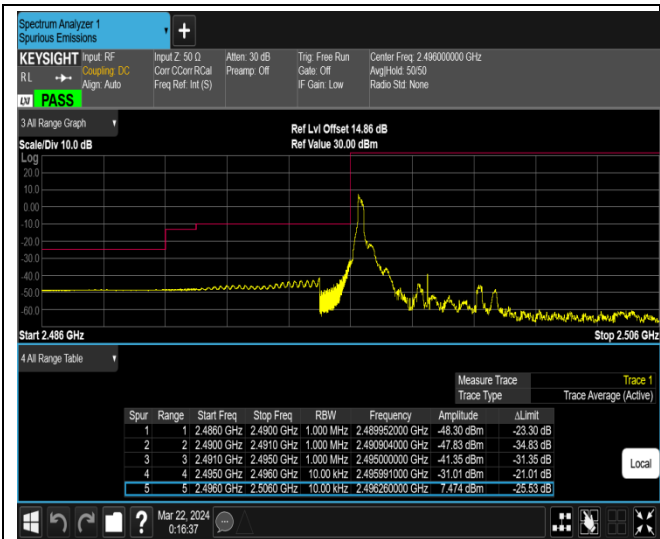 Spectrum Analyzer 1
Spurious Emissions
+
KEYSIGHT Input: RF Input Z: 50 Ω Atten: 30 dB Trig: Free Run Center Freq: 2.496000000 GHz
RL Coupling: DC Corr CCorr RCal Preamp: Off Gate: Off Avg|Hold: 50/50
Align: Auto Freq Ref: Int (S) IF Gain: Low Radio Std: None
LXI PASS
3 All Range Graph
Ref Lvl Offset 14.86 dB
Scale/Div 10.0 dB Ref Value 30.00 dBm
Log
20.0
10.0
0.00
-10.0
-20.0
-30.0
-40.0
-50.0
-60.0
Start 2.486 GHz Stop 2.506 GHz
4 All Range Table
Measure Trace Trace 1
Trace Type Trace Average (Active)
Spur Range Start Freq Stop Freq RBW Frequency Amplitude ΔLimit
1 1 2.4860 GHz 2.4900 GHz 1.000 MHz 2.489952000 GHz -48.30 dBm -23.30 dB
2 2 2.4900 GHz 2.4910 GHz 1.000 MHz 2.490904000 GHz -47.83 dBm -34.83 dB
3 3 2.4910 GHz 2.4950 GHz 1.000 MHz 2.495000000 GHz -41.35 dBm -31.35 dB
4 4 2.4950 GHz 2.4960 GHz 10.00 kHz 2.495991000 GHz -31.01 dBm -21.01 dB
5 5 2.4960 GHz 2.5060 GHz 10.00 kHz 2.496260000 GHz 7.474 dBm -25.53 dB
Local
? Mar 22, 2024
0:16:37